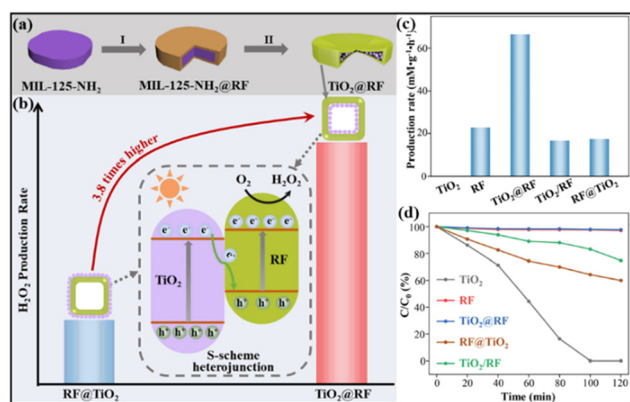 (a)
I
II
MIL-125-NH₂
MIL-125-NH₂@RF
TiO₂@RF
(b)
H₂O₂ Production Rate
3.8 times higher
O₂
H₂O₂
e⁻ e⁻ e⁻ e⁻
e⁻ e⁻ e⁻
e⁻
TiO₂
RF
h⁺ h⁺ h⁺ h⁺
h⁺ h⁺ h⁺ h⁺
S-scheme
heterojunction
RF@TiO₂
TiO₂@RF
(c)
Production rate (mM•g⁻¹•h⁻¹)
60
40
20
0
TiO₂
RF
TiO₂@RF
TiO₂/RF
RF@TiO₂
(d)
C/C₀ (%)
100
80
60
40
20
0
TiO₂
RF
TiO₂@RF
RF@TiO₂
TiO₂/RF
0 20 40 60 80 100 120
Time (min)